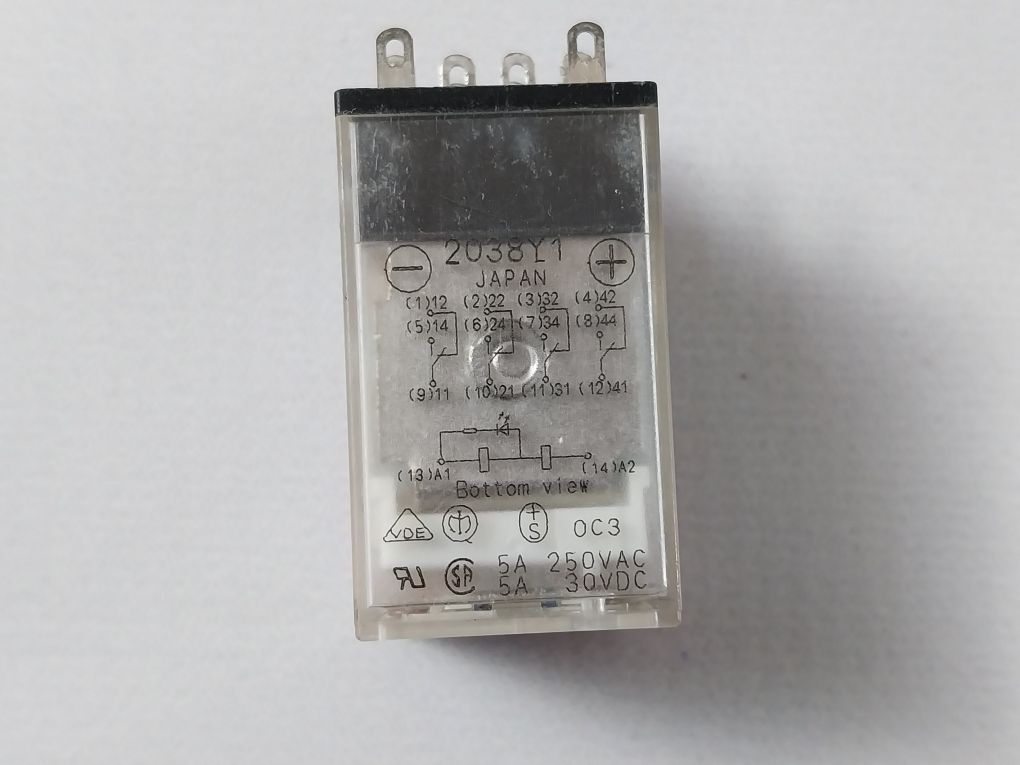 2038Y1
− JAPAN +
(1)12 (2)22 (3)32 (4)42
(5)14 (6)24 (7)34 (8)44
(9)11 (10)21 (11)31 (12)41
(13)A1 (14)A2
Bottom view
VDE +S OC3
5A 250VAC
RU SA 5A 30VDC